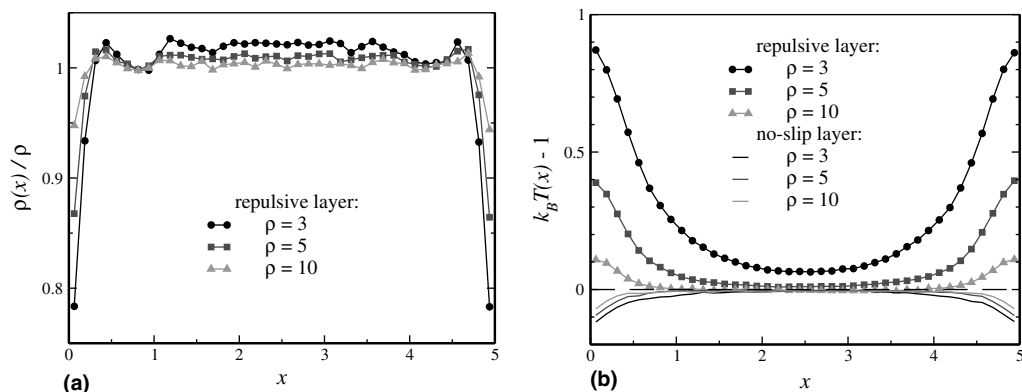 ρ(x) / ρ
1
0.9
0.8
repulsive layer:
ρ = 3
ρ = 5
ρ = 10
0 1 2 3 4 5
(a)
x
k_B T(x) - 1
1
0.5
0
repulsive layer:
ρ = 3
ρ = 5
ρ = 10
no-slip layer:
ρ = 3
ρ = 5
ρ = 10
0 1 2 3 4 5
(b)
x